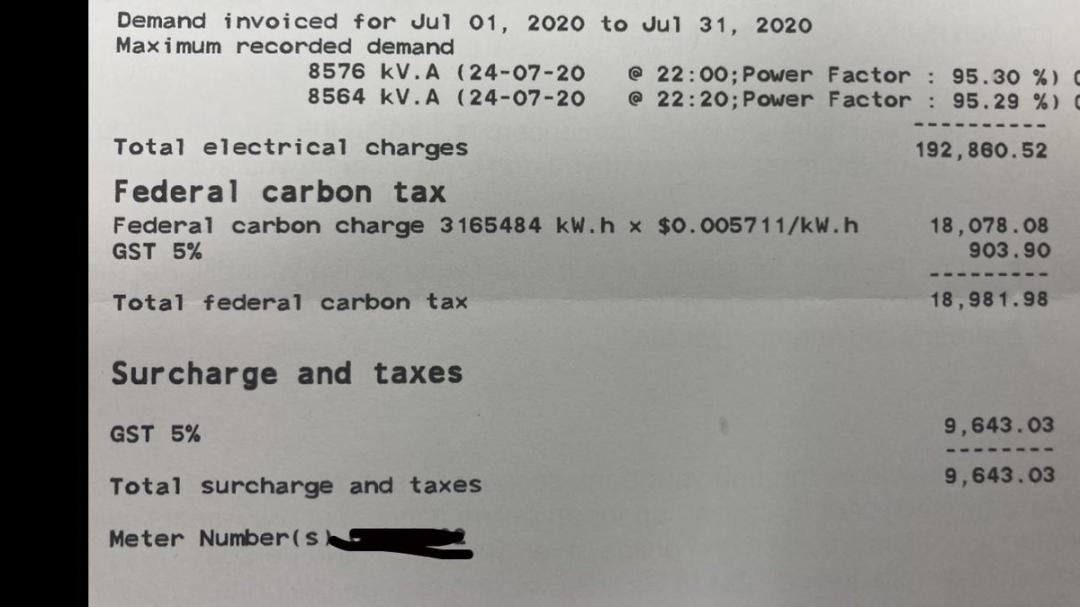 Demand invoiced for Jul 01, 2020 to Jul 31, 2020
Maximum recorded demand
8576 kV.A (24-07-20 @ 22:00;Power Factor : 95.30 %)
8564 kV.A (24-07-20 @ 22:20;Power Factor : 95.29 %)
----------
Total electrical charges 192,860.52
Federal carbon tax
Federal carbon charge 3165484 kW.h x $0.005711/kW.h 18,078.08
GST 5% 903.90
---------
Total federal carbon tax 18,981.98
Surcharge and taxes
GST 5% 9,643.03
--------
Total surcharge and taxes 9,643.03
Meter Number(s)